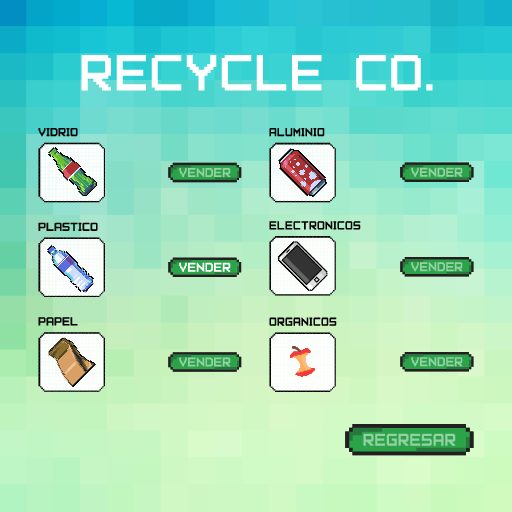 RECYCLE CO.
VIDRIO
VENDER
ALUMINIO
VENDER
PLASTICO
VENDER
ELECTRONICOS
VENDER
PAPEL
VENDER
ORGANICOS
VENDER
REGRESAR